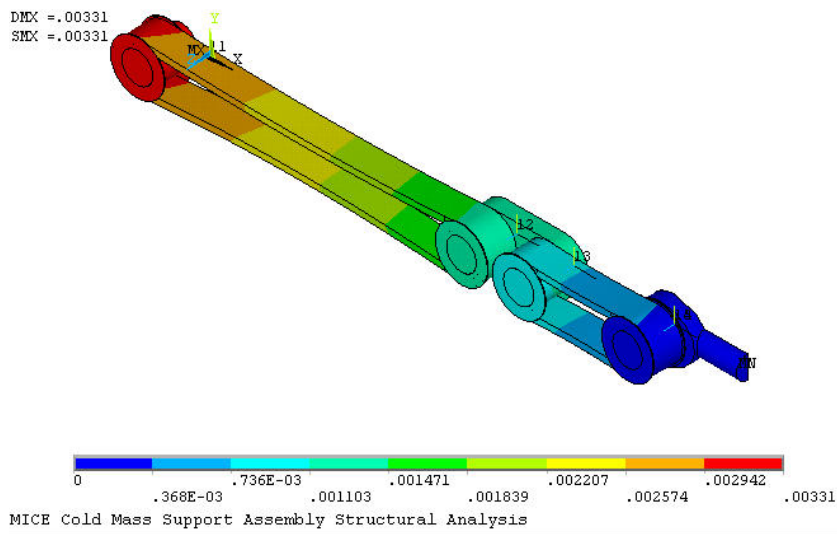 DMX =.00331
SMX =.00331
Y
MX
11
X
12
13
14
MN
0
.368E-03
.736E-03
.001103
.001471
.001839
.002207
.002574
.002942
.00331
MICE Cold Mass Support Assembly Structural Analysis